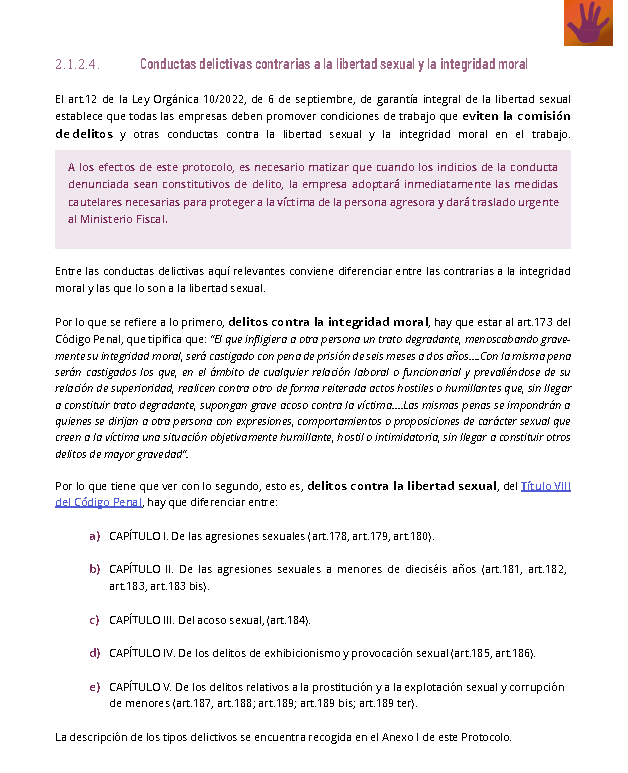 2.1.2.4. Conductas delictivas contrarias a la libertad sexual y la integridad moral
El art.12 de la Ley Orgánica 10/2022, de 6 de septiembre, de garantía integral de la libertad sexual
establece que todas las empresas deben promover condiciones de trabajo que eviten la comisión
de delitos y otras conductas contra la libertad sexual y la integridad moral en el trabajo.
A los efectos de este protocolo, es necesario matizar que cuando los indicios de la conducta
denunciada sean constitutivos de delito, la empresa adoptará inmediatamente las medidas
cautelares necesarias para proteger a la víctima de la persona agresora y dará traslado urgente
al Ministerio Fiscal.
Entre las conductas delictivas aquí relevantes conviene diferenciar entre las contrarias a la integridad
moral y las que lo son a la libertad sexual.
Por lo que se refiere a lo primero, delitos contra la integridad moral, hay que estar al art.173 del
Código Penal, que tipifica que: "El que infligiera a otra persona un trato degradante, menoscabando grave-
mente su integridad moral, será castigado con pena de prisión de seis meses a dos años....Con la misma pena
serán castigados los que, en el ámbito de cualquier relación laboral o funcionarial y prevaliéndose de su
relación de superioridad, realicen contra otro de forma reiterada actos hostiles o humillantes que, sin llegar
a constituir trato degradante, supongan grave acoso contra la víctima....Las mismas penas se impondrán a
quienes se dirijan a otra persona con expresiones, comportamientos o proposiciones de carácter sexual que
creen a la víctima una situación objetivamente humillante, hostil o intimidatoria, sin llegar a constituir otros
delitos de mayor gravedad".
Por lo que tiene que ver con lo segundo, esto es, delitos contra la libertad sexual, del Título VIII
del Código Penal, hay que diferenciar entre:
a) CAPÍTULO I. De las agresiones sexuales (art.178, art.179, art.180).
b) CAPÍTULO II. De las agresiones sexuales a menores de dieciséis años (art.181, art.182,
art.183, art.183 bis).
c) CAPÍTULO III. Del acoso sexual, (art.184).
d) CAPÍTULO IV. De los delitos de exhibicionismo y provocación sexual (art.185, art.186).
e) CAPÍTULO V. De los delitos relativos a la prostitución y a la explotación sexual y corrupción
de menores (art.187, art.188; art.189; art.189 bis; art.189 ter).
La descripción de los tipos delictivos se encuentra recogida en el Anexo I de este Protocolo.